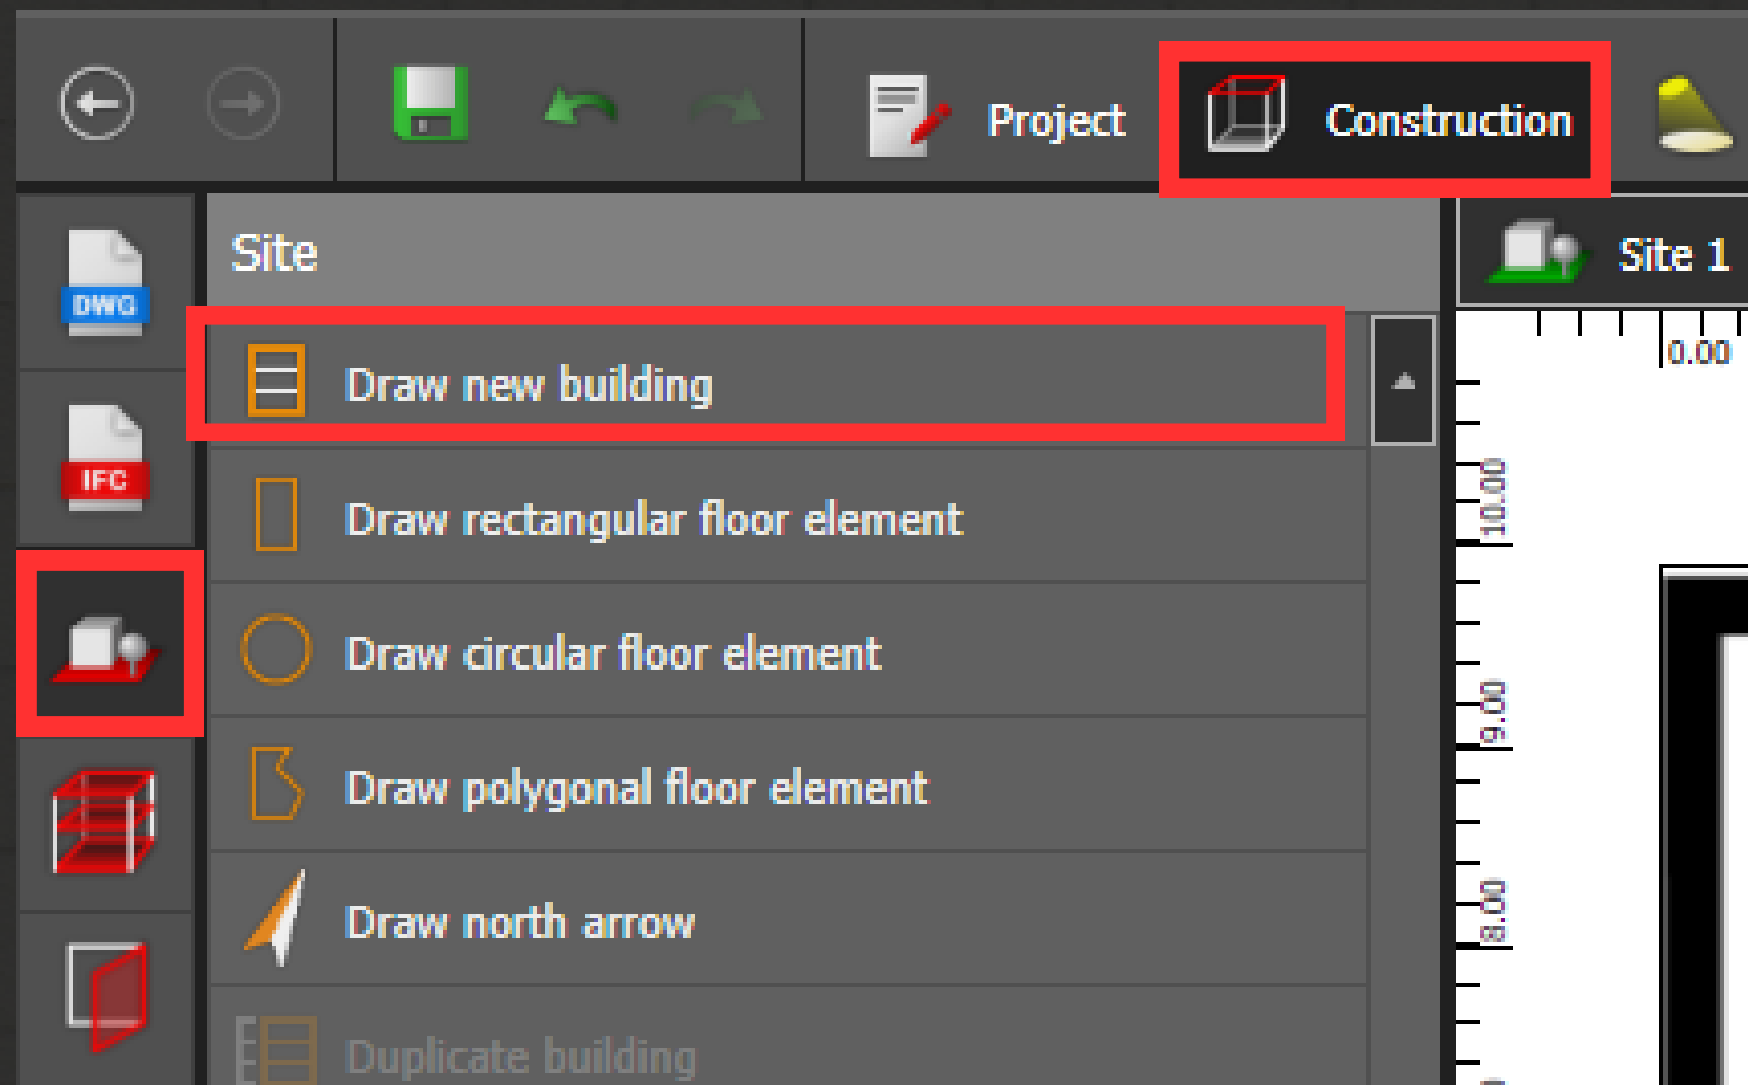 Project
Construction
DWG
IFC
Site
Site 1
Draw new building
Draw rectangular floor element
Draw circular floor element
Draw polygonal floor element
Draw north arrow
Duplicate building
0.00
10.00
9.00
8.00